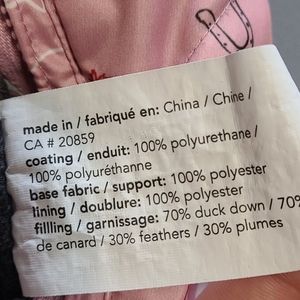 made in / fabriqué en: China / Chine /
CA # 20859
coating / enduit: 100% polyurethane /
100% polyuréthanne
base fabric / support: 100% polyester
lining / doublure: 100% polyester
fillling / garnissage: 70% duck down / 70%
de canard / 30% feathers / 30% plumes